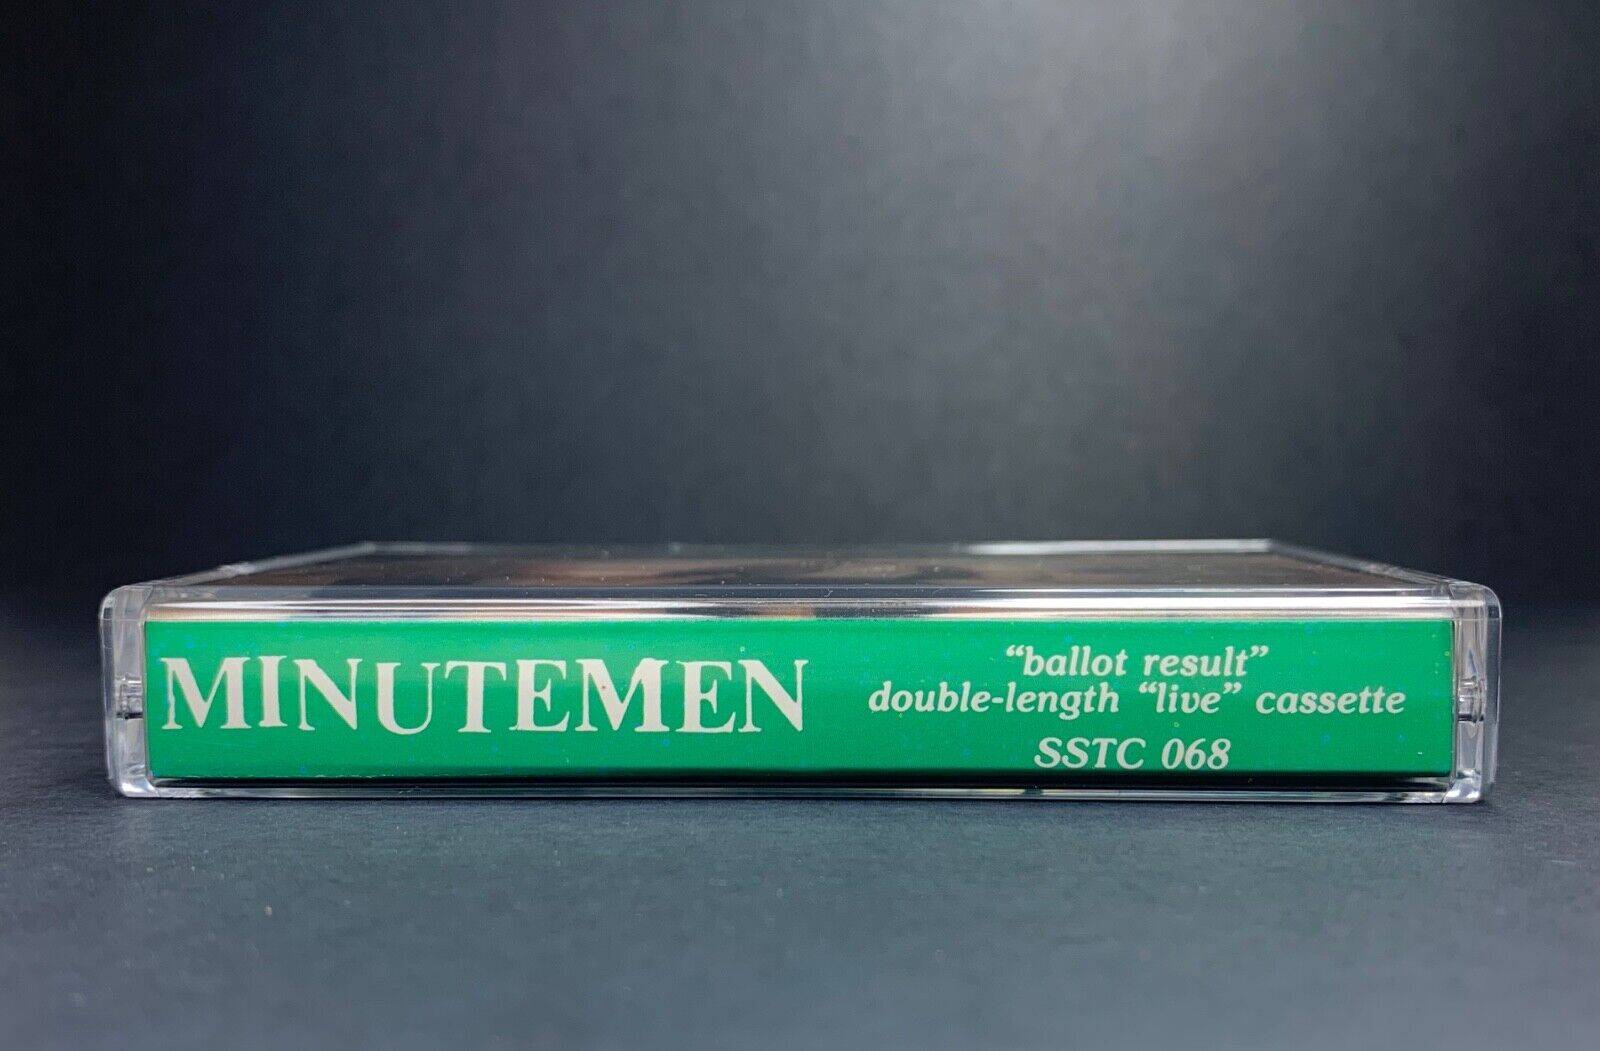 MINUTEMEN
“ballot result”
double-length “live” cassette
SSTC 068